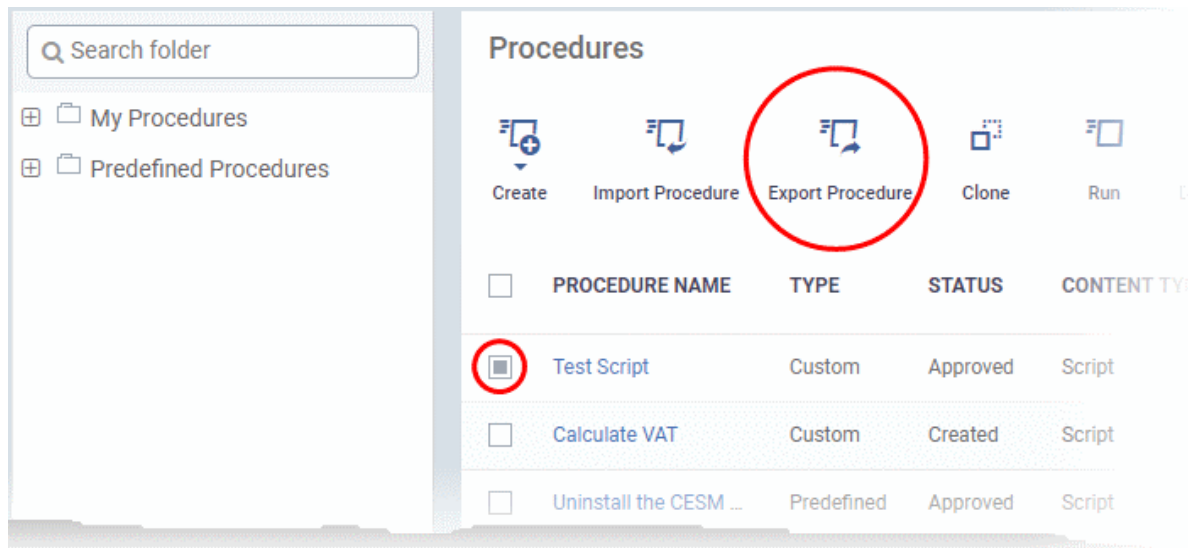 Search folder
My Procedures
Predefined Procedures
Procedures
Create Import Procedure Export Procedure Clone Run
PROCEDURE NAME TYPE STATUS CONTENT
Test Script Custom Approved Script
Calculate VAT Custom Created Script
Uninstall the CESM ... Predefined Approved Script